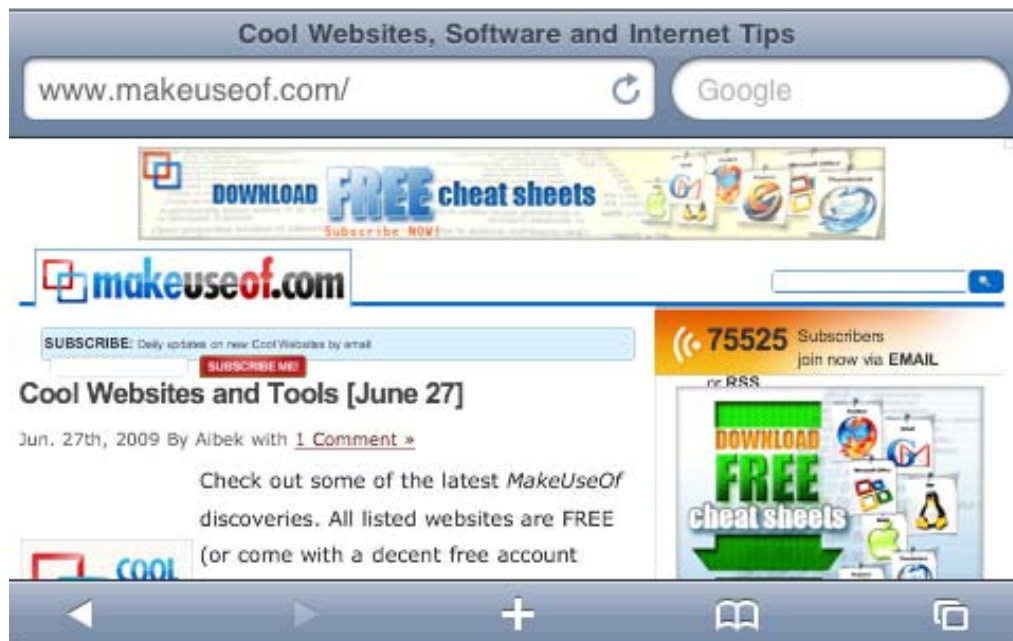 Cool Websites, Software and Internet Tips
www.makeuseof.com/
Google
DOWNLOAD FREE cheat sheets
Subscribe NOW!
makeuseof.com
SUBSCRIBE: Daily updates on new Cool Websites by email
SUBSCRIBE ME!
75525 Subscribers
join now via EMAIL
or RSS
Cool Websites and Tools [June 27]
Jun. 27th, 2009 By Aibek with 1 Comment »
Check out some of the latest MakeUseOf
discoveries. All listed websites are FREE
(or come with a decent free account
COOL
DOWNLOAD
FREE
cheat sheets